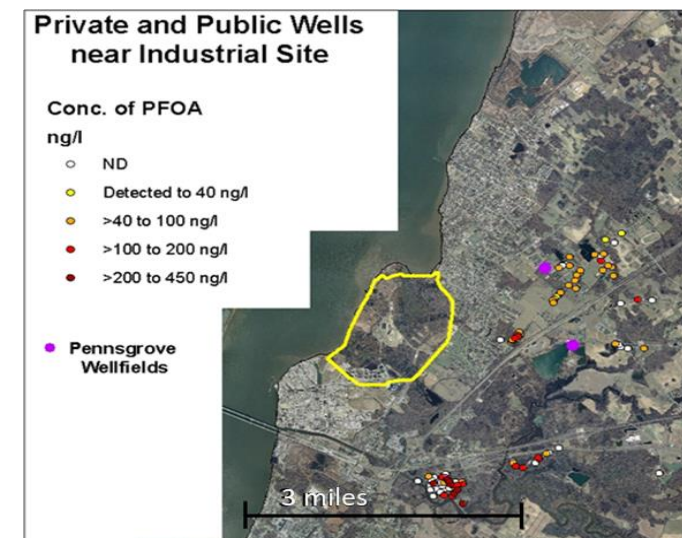 Private and Public Wells
near Industrial Site
Conc. of PFOA
ng/l
ND
Detected to 40 ng/l
>40 to 100 ng/l
>100 to 200 ng/l
>200 to 450 ng/l
Pennsgrove
Wellfields
3 miles